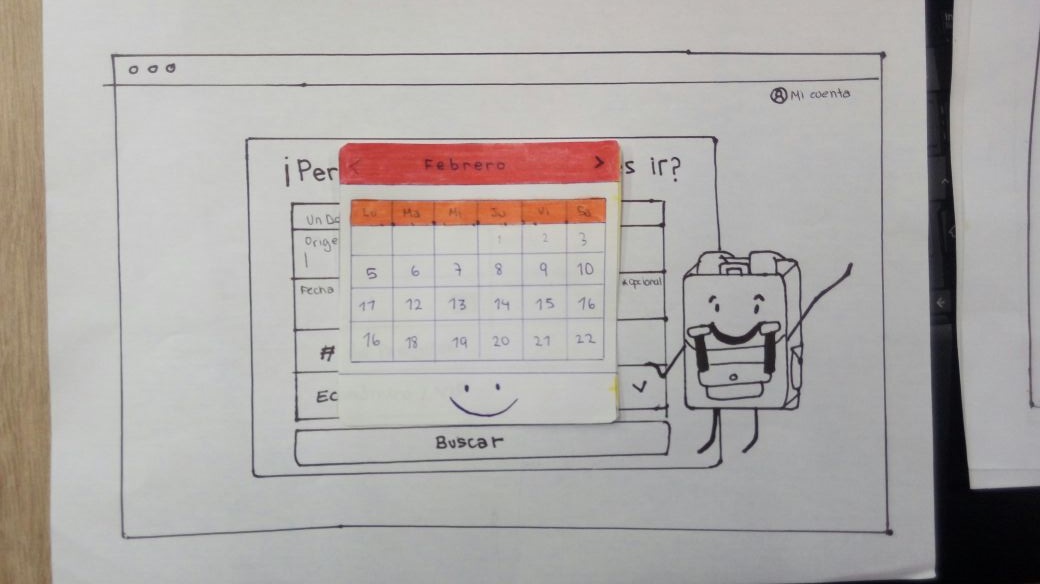 Mi cuenta
¡Per
s ir?
Febrero
Lu Ma Mi Ju Vi Sa
1 2 3
5 6 7 8 9 10
11 12 13 14 15 16
16 18 19 20 21 22
Un Do
Orige
Fecha
*opcional
#
Ec
Buscar